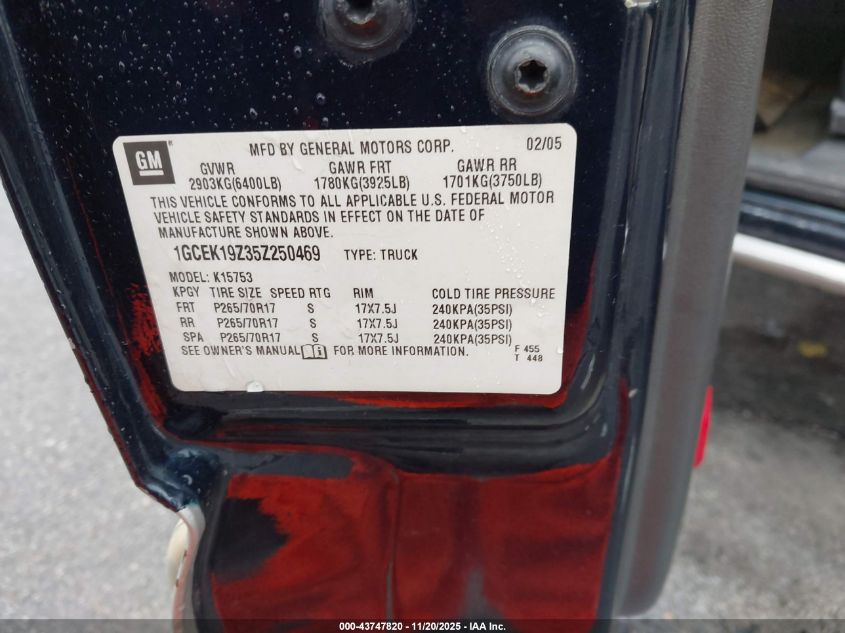 GM
MFD BY GENERAL MOTORS CORP. 02/05
GVWR GAWR FRT GAWR RR
2903KG(6400LB) 1780KG(3925LB) 1701KG(3750LB)
THIS VEHICLE CONFORMS TO ALL APPLICABLE U.S. FEDERAL MOTOR
VEHICLE SAFETY STANDARDS IN EFFECT ON THE DATE OF
MANUFACTURE SHOWN ABOVE.
1GCEK19Z35Z250469 TYPE: TRUCK
MODEL: K15753
KPGY TIRE SIZE SPEED RTG RIM COLD TIRE PRESSURE
FRT P265/70R17 S 17X7.5J 240KPA(35PSI)
RR P265/70R17 S 17X7.5J 240KPA(35PSI)
SPA P265/70R17 S 17X7.5J 240KPA(35PSI)
SEE OWNER'S MANUAL FOR MORE INFORMATION. F 455
T 448
000-43747820 — 11/20/2025 — IAA Inc.